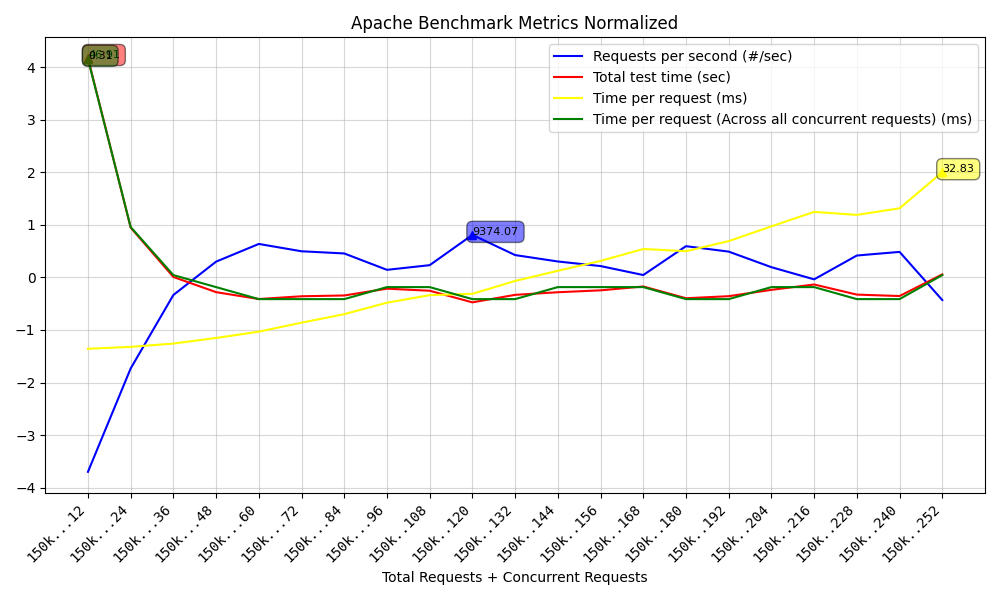 Apache Benchmark Metrics Normalized
Requests per second (#/sec)
Total test time (sec)
Time per request (ms)
Time per request (Across all concurrent requests) (ms)
4
3
2
1
0
−1
−2
−3
−4
9374.07
32.83
150k...12
150k...24
150k...36
150k...48
150k...60
150k...72
150k...84
150k...96
150k...108
150k...120
150k...132
150k...144
150k...156
150k...168
150k...180
150k...192
150k...204
150k...216
150k...228
150k...240
150k...252
Total Requests + Concurrent Requests